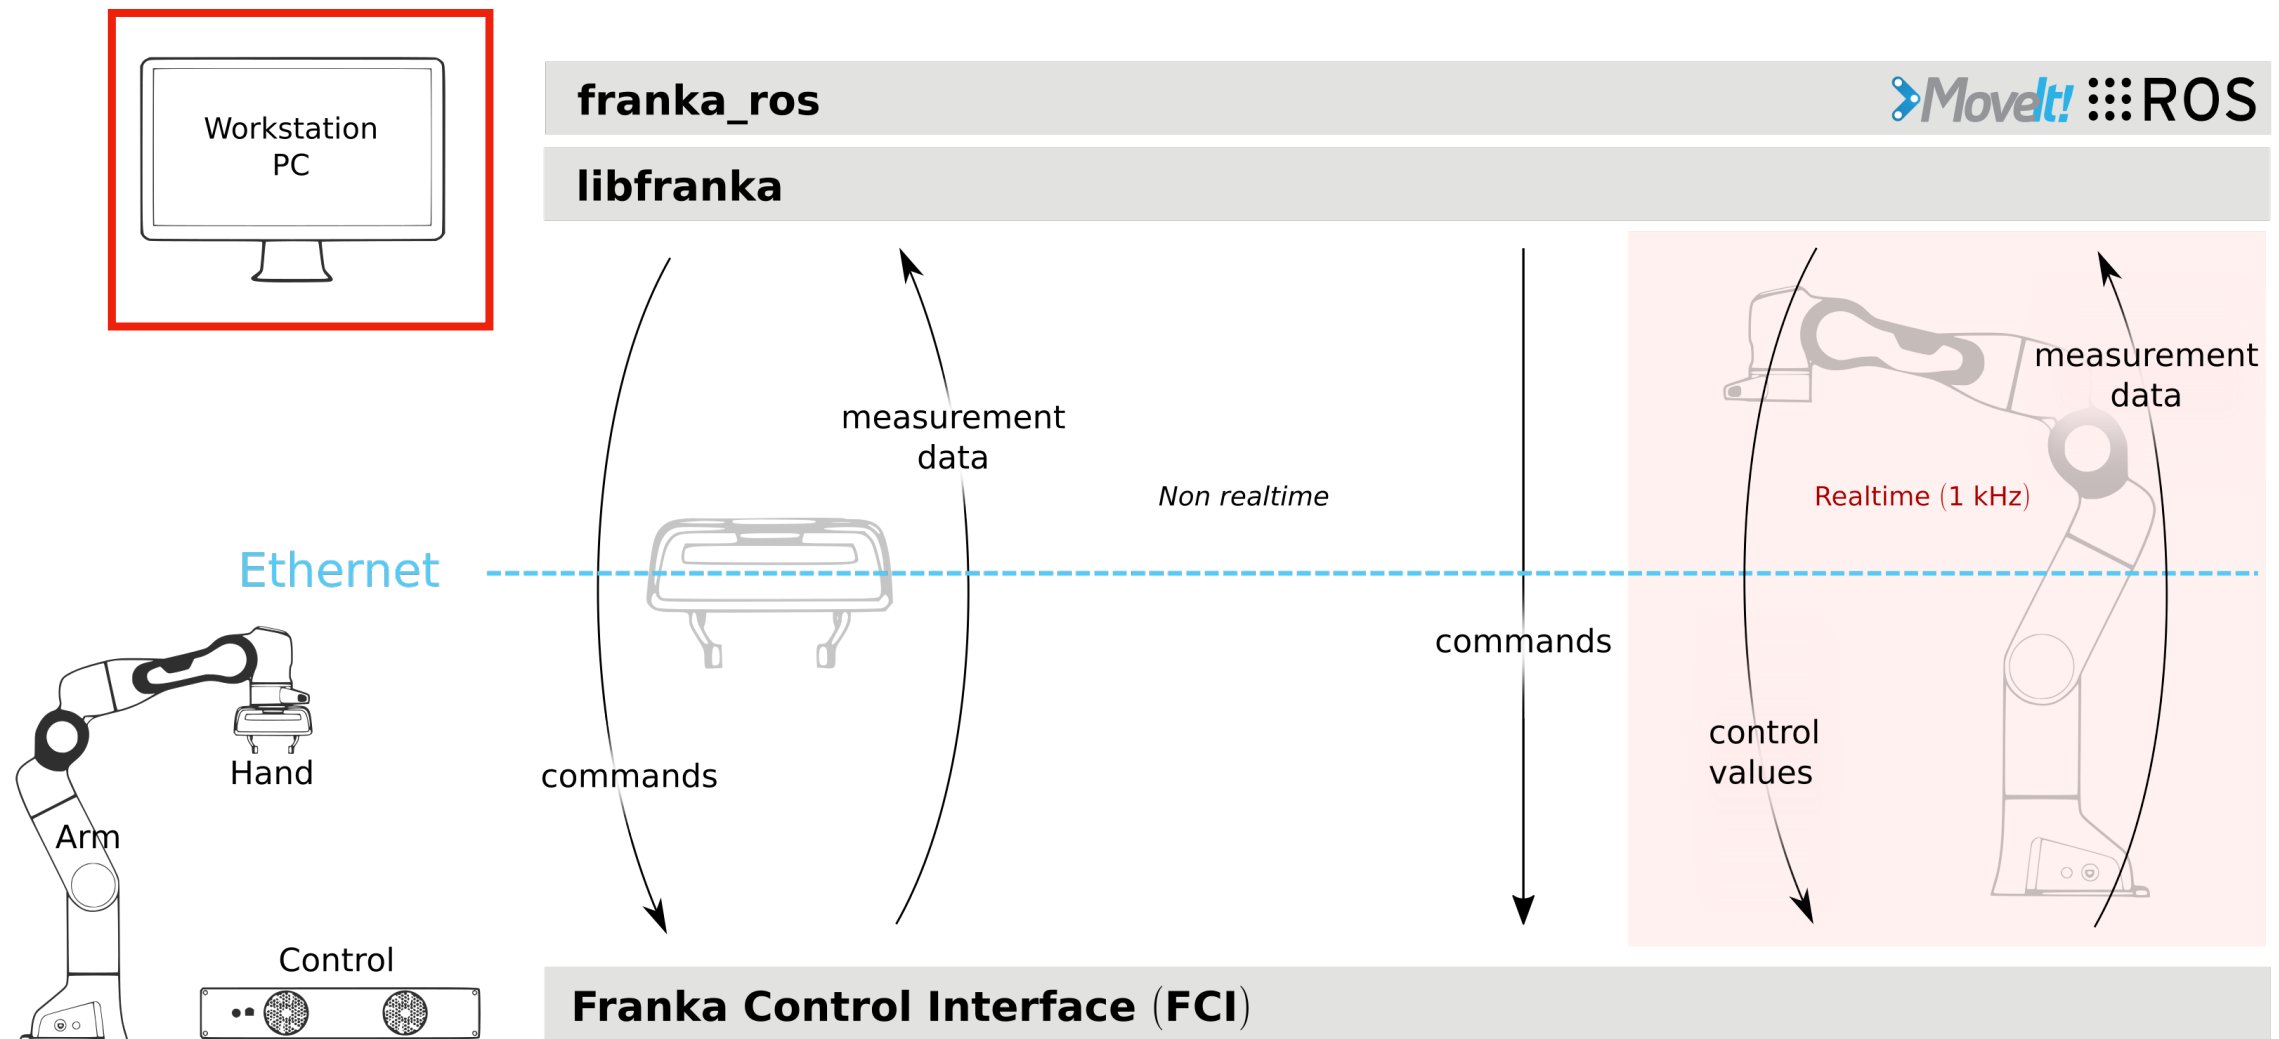 Workstation
PC
franka_ros
MoveIt! ROS
libfranka
measurement
data
measurement
data
Non realtime
Realtime (1 kHz)
Ethernet
commands
control
values
Hand
commands
Arm
Control
Franka Control Interface (FCI)